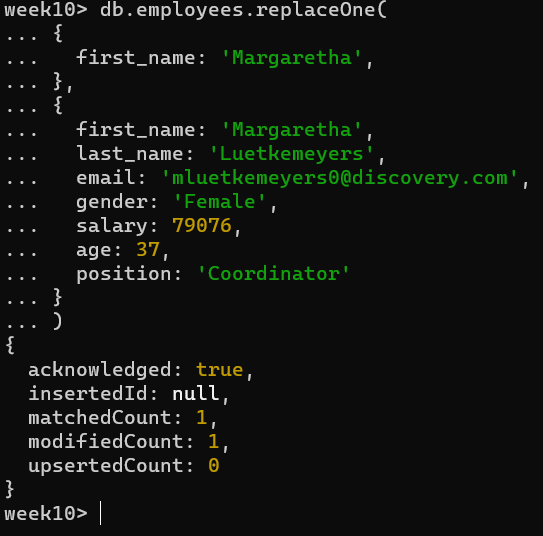 week10> db.employees.replaceOne(
... {
...   first_name: 'Margaretha',
... },
... {
...   first_name: 'Margaretha',
...   last_name: 'Luetkemeyers',
...   email: 'mluetkemeyers0@discovery.com',
...   gender: 'Female',
...   salary: 79076,
...   age: 37,
...   position: 'Coordinator'
... }
... )
{
  acknowledged: true,
  insertedId: null,
  matchedCount: 1,
  modifiedCount: 1,
  upsertedCount: 0
}
week10>